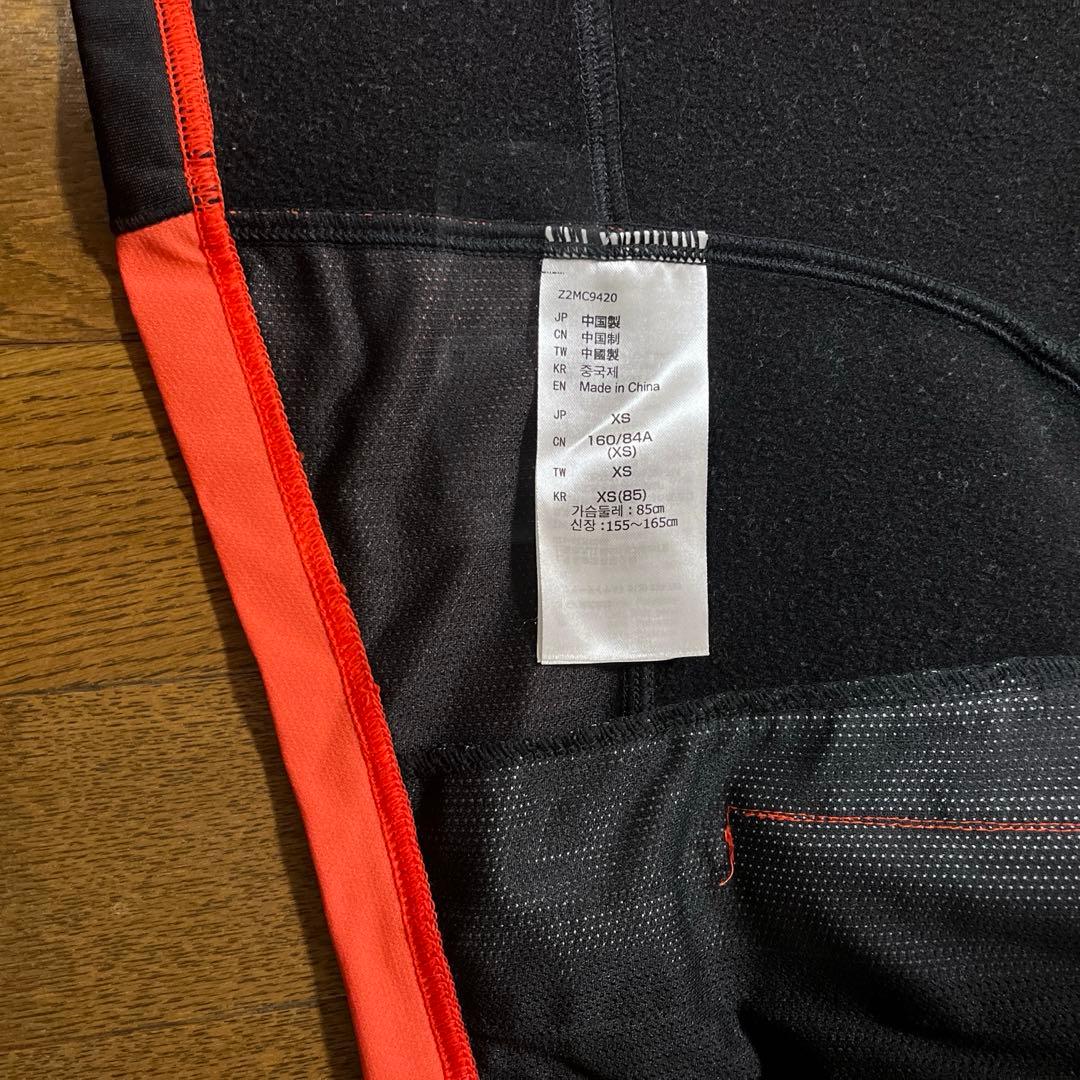 Z2MC9420
JP 中国製
CN 中国制
TW 中國製
KR 중국제
EN Made in China
JP XS
CN 160/84A
(XS)
TW XS
KR XS(85)
가슴둘레 : 85㎝
신장 : 155～165㎝